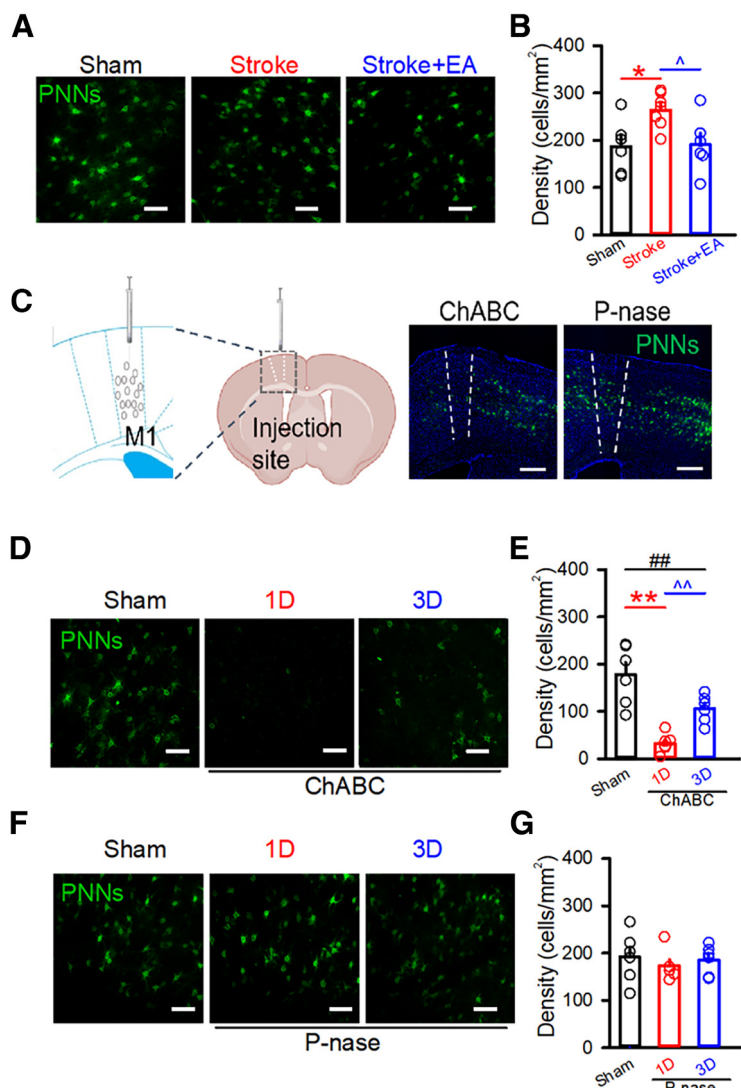 A
Sham
Stroke
Stroke+EA
PNNs
B
Density (cells/mm²)
400
300
200
100
0
*
^
Sham
Stroke
Stroke+EA
C
M1
Injection
site
ChABC
P-nase
PNNs
D
Sham
1D
3D
PNNs
ChABC
E
Density (cells/mm²)
400
300
200
100
0
##
**
^^
Sham
1D
3D
ChABC
F
Sham
1D
3D
PNNs
P-nase
G
Density (cells/mm²)
400
300
200
100
0
Sham
1D
3D
P-nase